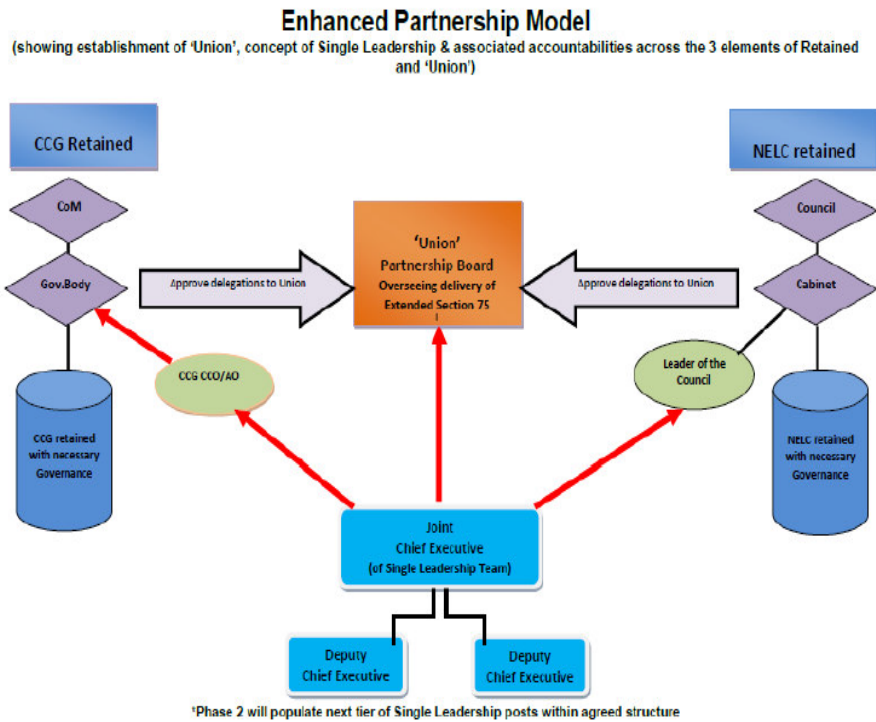 Enhanced Partnership Model
(showing establishment of 'Union', concept of Single Leadership & associated accountabilities across the 3 elements of Retained
and 'Union')
CCG Retained
NELC retained
CoM
Council
'Union'
Partnership Board
Overseeing delivery of
Extended Section 75
Gov.Body
Approve delegations to Union
Approve delegations to Union
Cabinet
CCG CCO/AO
Leader of the
Council
CCG retained
with necessary
Governance
NELC retained
with necessary
Governance
Joint
Chief Executive
(of Single Leadership Team)
Deputy
Chief Executive
Deputy
Chief Executive
*Phase 2 will populate next tier of Single Leadership posts within agreed structure